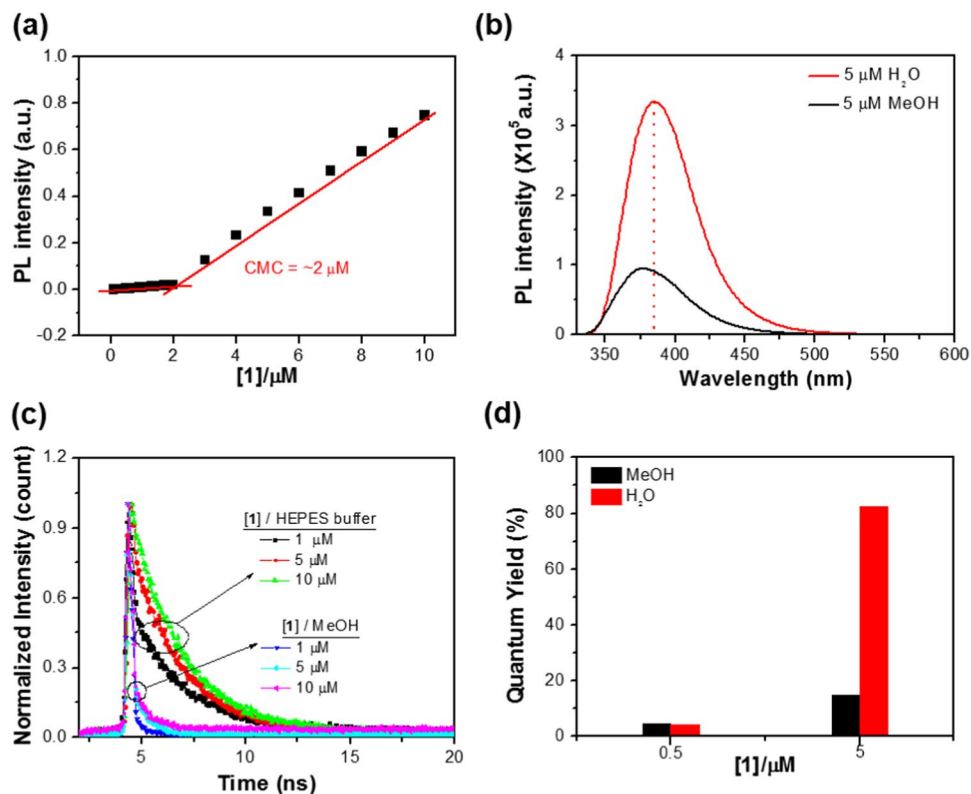 (a)
1.0
0.8
0.6
0.4
0.2
0.0
-0.2
PL intensity (a.u.)
CMC = ~2 μM
0 2 4 6 8 10
[1]/μM
(b)
4
3
2
1
0
PL intensity (X10⁵ a.u.)
5 μM H₂O
5 μM MeOH
350 400 450 500 550 600
Wavelength (nm)
(c)
1.2
0.9
0.6
0.3
0.0
Normalized Intensity (count)
[1] / HEPES buffer
1 μM
5 μM
10 μM
[1] / MeOH
1 μM
5 μM
10 μM
5 10 15 20
Time (ns)
(d)
100
80
60
40
20
0
Quantum Yield (%)
MeOH
H₂O
0.5 5
[1]/μM